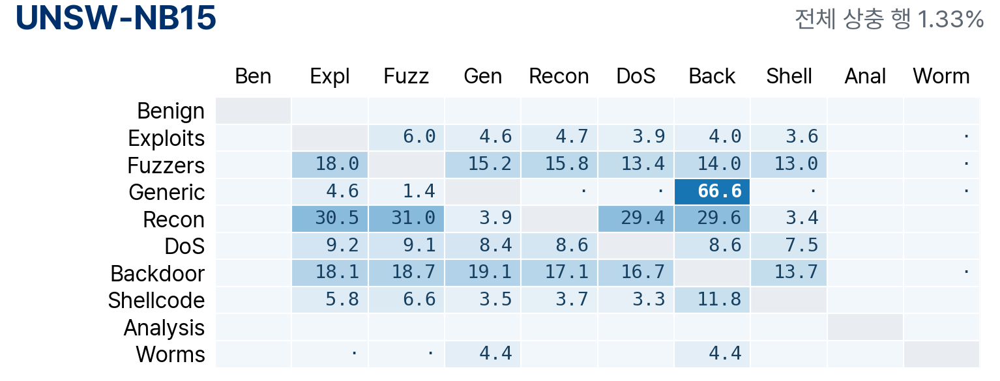 UNSW-NB15 전체 상충 행 1.33%
Ben Expl Fuzz Gen Recon DoS Back Shell Anal Worm
Benign
Exploits 6.0 4.6 4.7 3.9 4.0 3.6 ·
Fuzzers 18.0 15.2 15.8 13.4 14.0 13.0 ·
Generic 4.6 1.4 · · 66.6 · ·
Recon 30.5 31.0 3.9 29.4 29.6 3.4
DoS 9.2 9.1 8.4 8.6 8.6 7.5
Backdoor 18.1 18.7 19.1 17.1 16.7 13.7 ·
Shellcode 5.8 6.6 3.5 3.7 3.3 11.8
Analysis
Worms · · 4.4 4.4